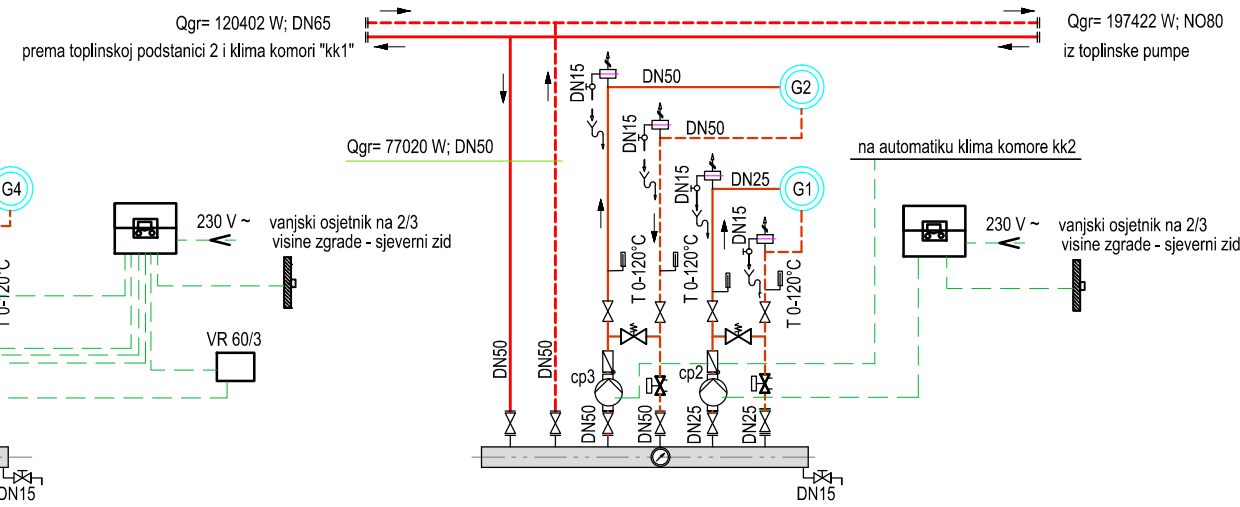 Qgr= 120402 W; DN65
prema toplinskoj podstanici 2 i klima komori "kk1"
Qgr= 197422 W; NO80
iz toplinske pumpe
DN15
DN50
G2
DN15
DN50
Qgr= 77020 W; DN50
na automatiku klima komore kk2
DN15
DN25
G1
G4
DN15
230 V ~
vanjski osjetnik na 2/3
visine zgrade - sjeverni zid
230 V ~
vanjski osjetnik na 2/3
visine zgrade - sjeverni zid
T 0-120°C
T 0-120°C
T 0-120°C
T 0-120°C
VR 60/3
DN50
DN50
cp3
cp2
DN50
DN50
DN25
DN25
DN15
DN15